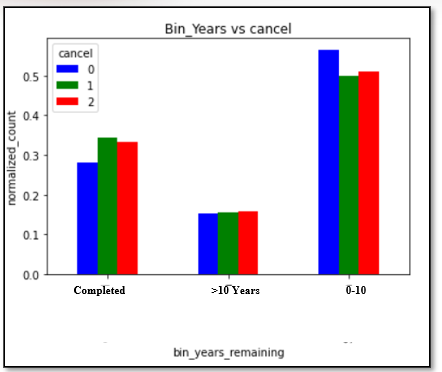 Bin_Years vs cancel
cancel
0
1
2
normalized_count
0.5
0.4
0.3
0.2
0.1
0.0
Completed
>10 Years
0-10
bin_years_remaining